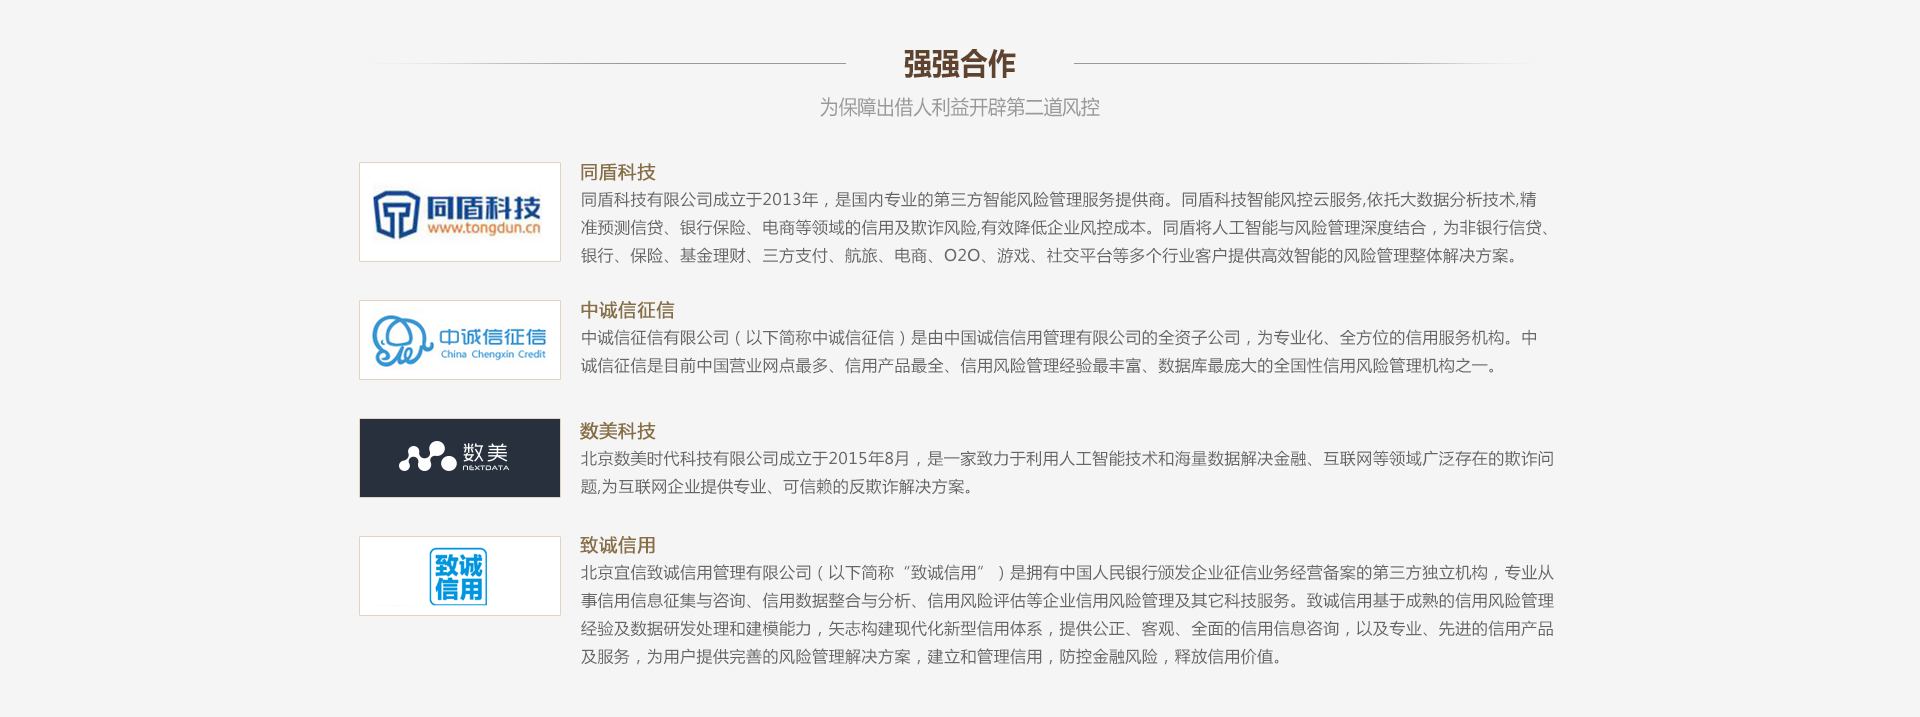 强强合作
为保障出借人利益开辟第二道风控
同盾科技
www.tongdun.cn
同盾科技
同盾科技有限公司成立于2013年，是国内专业的第三方智能风险管理服务提供商。同盾科技智能风控云服务,依托大数据分析技术,精
准预测信贷、银行保险、电商等领域的信用及欺诈风险,有效降低企业风控成本。同盾将人工智能与风险管理深度结合，为非银行信贷、
银行、保险、基金理财、三方支付、航旅、电商、O2O、游戏、社交平台等多个行业客户提供高效智能的风险管理整体解决方案。
中诚信征信
China Chengxin Credit
中诚信征信
中诚信征信有限公司（以下简称中诚信征信）是由中国诚信信用管理有限公司的全资子公司，为专业化、全方位的信用服务机构。中
诚信征信是目前中国营业网点最多、信用产品最全、信用风险管理经验最丰富、数据库最庞大的全国性信用风险管理机构之一。
数美
NEXTDATA
数美科技
北京数美时代科技有限公司成立于2015年8月，是一家致力于利用人工智能技术和海量数据解决金融、互联网等领域广泛存在的欺诈问
题,为互联网企业提供专业、可信赖的反欺诈解决方案。
致诚
信用
致诚信用
北京宜信致诚信用管理有限公司（以下简称“致诚信用”）是拥有中国人民银行颁发企业征信业务经营备案的第三方独立机构，专业从
事信用信息征集与咨询、信用数据整合与分析、信用风险评估等企业信用风险管理及其它科技服务。致诚信用基于成熟的信用风险管理
经验及数据研发处理和建模能力，矢志构建现代化新型信用体系，提供公正、客观、全面的信用信息咨询，以及专业、先进的信用产品
及服务，为用户提供完善的风险管理解决方案，建立和管理信用，防控金融风险，释放信用价值。